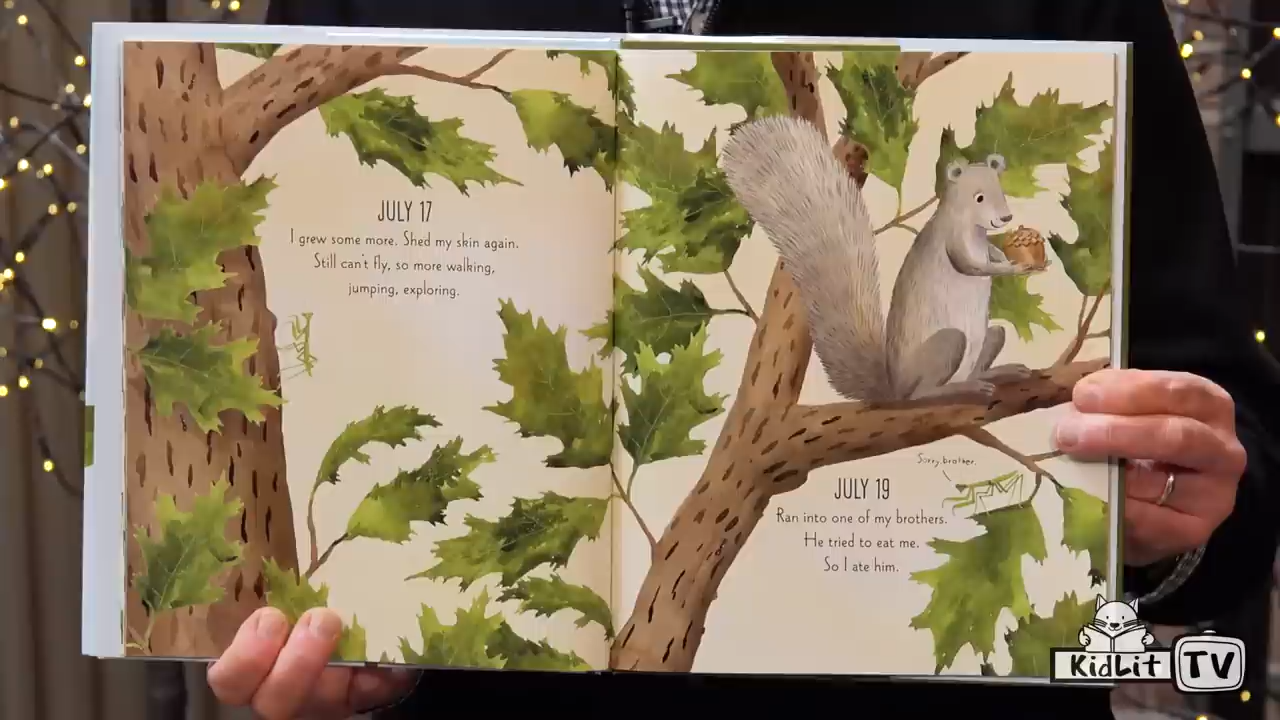 JULY 17
I grew some more. Shed my skin again.
Still can't fly, so more walking,
jumping, exploring.
Sorry, brother.
JULY 19
Ran into one of my brothers.
He tried to eat me.
So I ate him.
KidLit TV